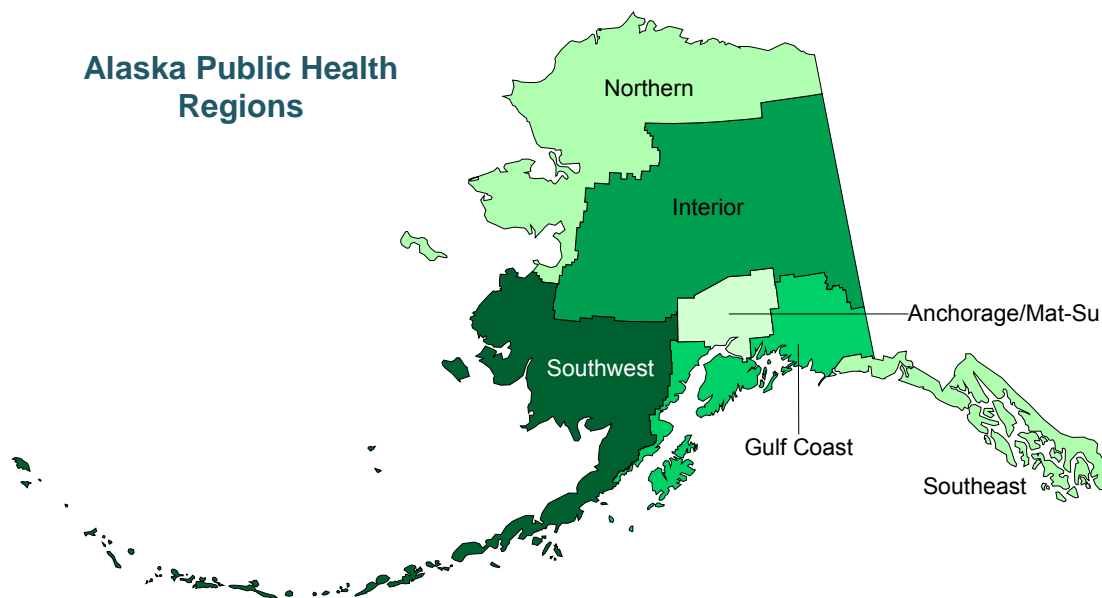 Alaska Public Health
Regions
Northern
Interior
Anchorage/Mat-Su
Southwest
Gulf Coast
Southeast